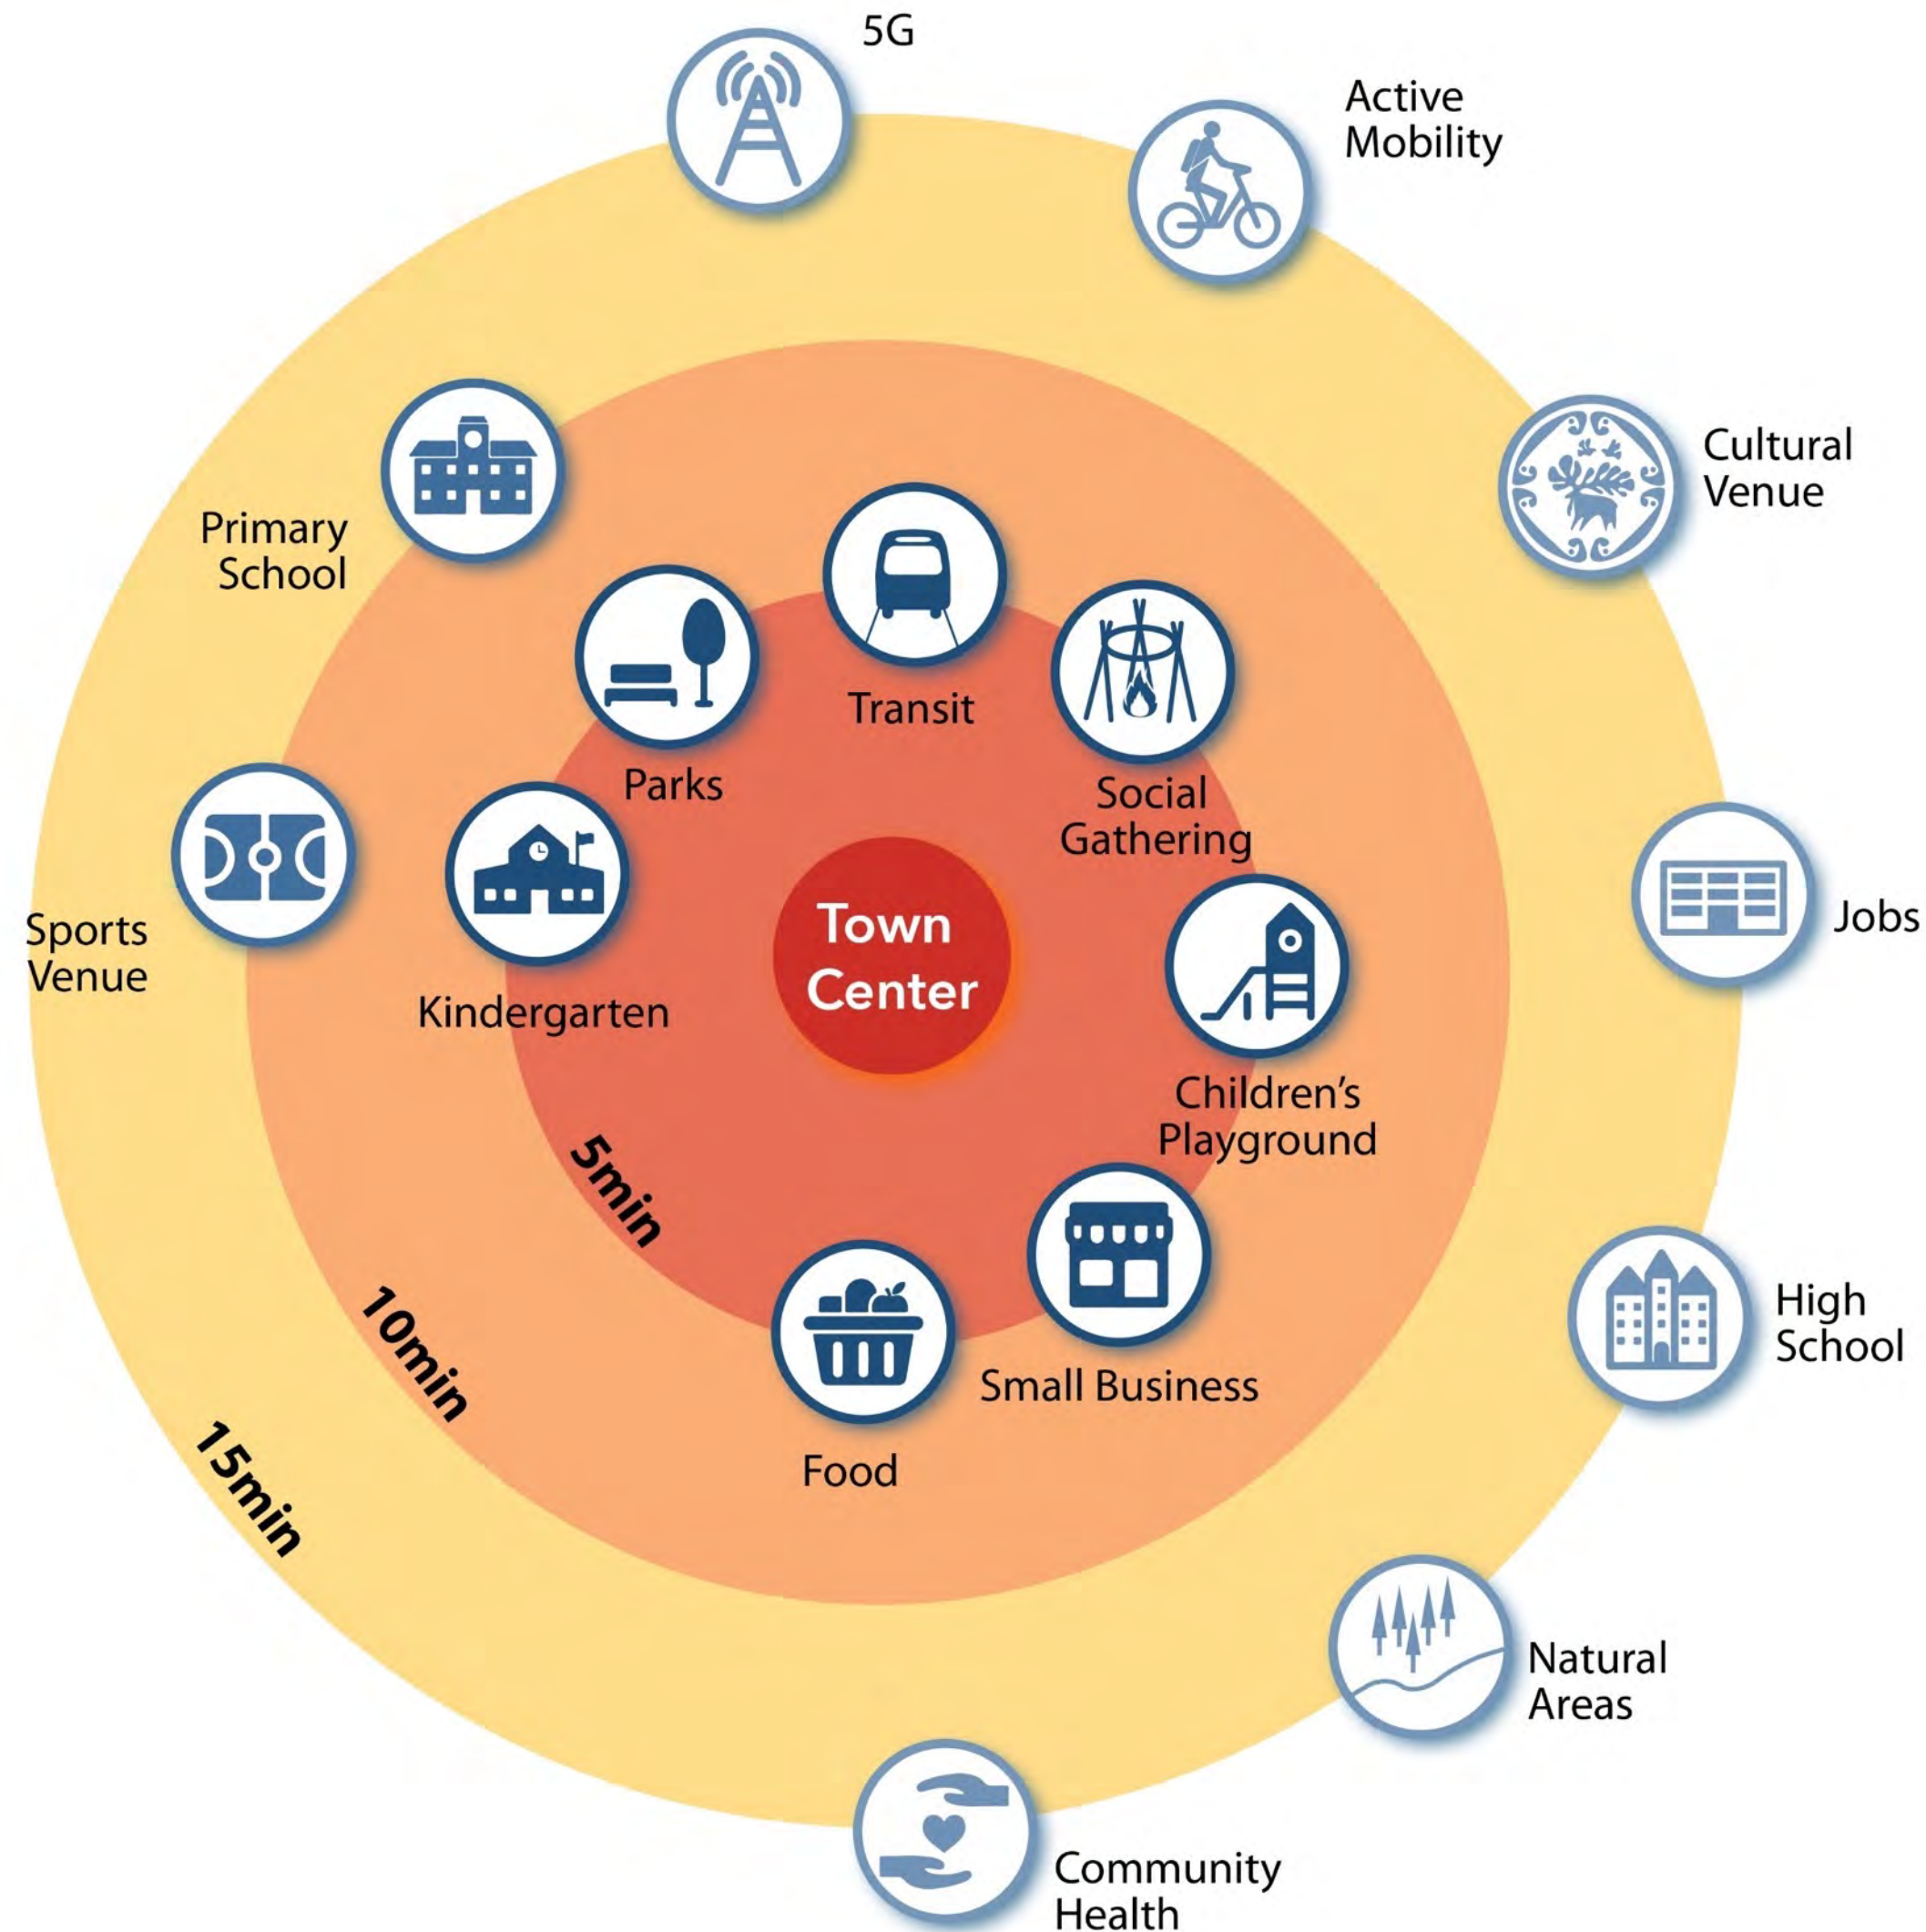 5G
Active
Mobility
Cultural
Venue
Primary
School
Transit
Parks
Social
Gathering
Town
Center
Jobs
Sports
Venue
Kindergarten
Children’s
Playground
5min
High
School
10min
Small Business
Food
15min
Natural
Areas
Community
Health